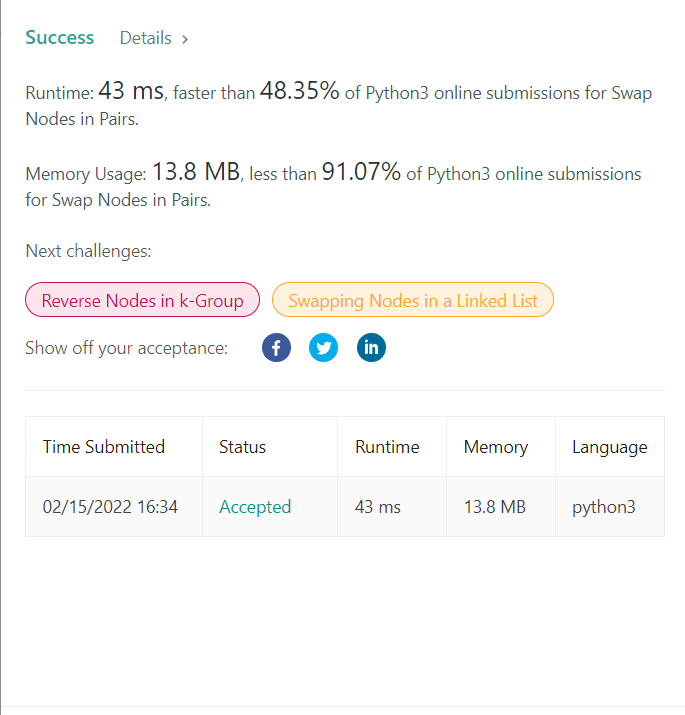 Success Details >
Runtime: 43 ms, faster than 48.35% of Python3 online submissions for Swap
Nodes in Pairs.
Memory Usage: 13.8 MB, less than 91.07% of Python3 online submissions
for Swap Nodes in Pairs.
Next challenges:
Reverse Nodes in k-Group Swapping Nodes in a Linked List
Show off your acceptance: f in
Time Submitted Status Runtime Memory Language
02/15/2022 16:34 Accepted 43 ms 13.8 MB python3